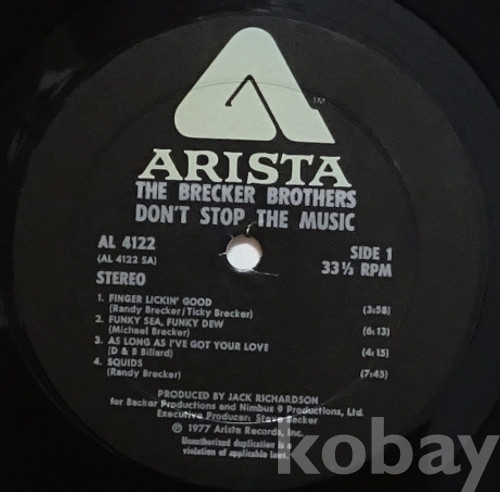 TM
ARISTA
THE BRECKER BROTHERS
DON'T STOP THE MUSIC
AL 4122
(AL 4122 SA)
STEREO
SIDE 1
33⅓ RPM
1. FINGER LICKIN' GOOD
(Randy Brecker/Ticky Brecker) (3:58)
2. FUNKY SEA, FUNKY DEW
(Michael Brecker) (6:13)
3. AS LONG AS I'VE GOT YOUR LOVE
(D & B Billard) (4:15)
4. SQUIDS
(Randy Brecker) (7:45)
PRODUCED BY JACK RICHARDSON
for Backer Productions and Nimbus 9 Productions, Ltd.
Executive Producer: Steve Backer
℗ 1977 Arista Records, Inc.
Unauthorized duplication is a
violation of applicable laws.
kobay